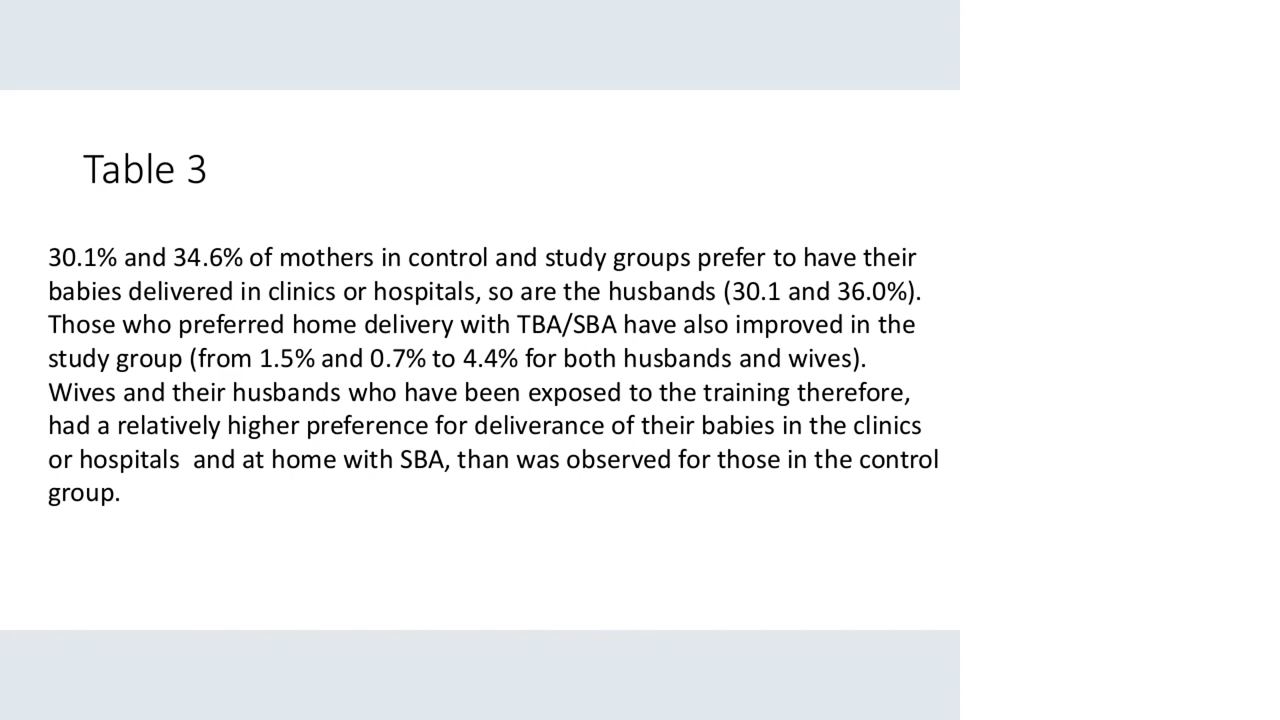 Table 3
30.1% and 34.6% of mothers in control and study groups prefer to have their
babies delivered in clinics or hospitals, so are the husbands (30.1 and 36.0%).
Those who preferred home delivery with TBA/SBA have also improved in the
study group (from 1.5% and 0.7% to 4.4% for both husbands and wives).
Wives and their husbands who have been exposed to the training therefore,
had a relatively higher preference for deliverance of their babies in the clinics
or hospitals  and at home with SBA, than was observed for those in the control
group.